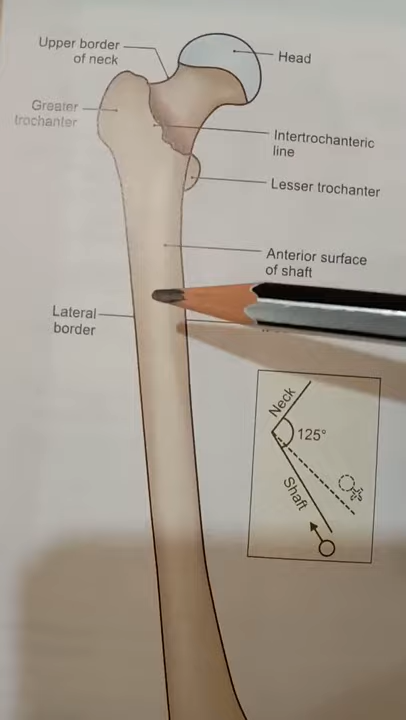 Upper border
of neck
Head
Greater
trochanter
Intertrochanteric
line
Lesser trochanter
Anterior surface
of shaft
Lateral
border
Neck
125°
Shaft